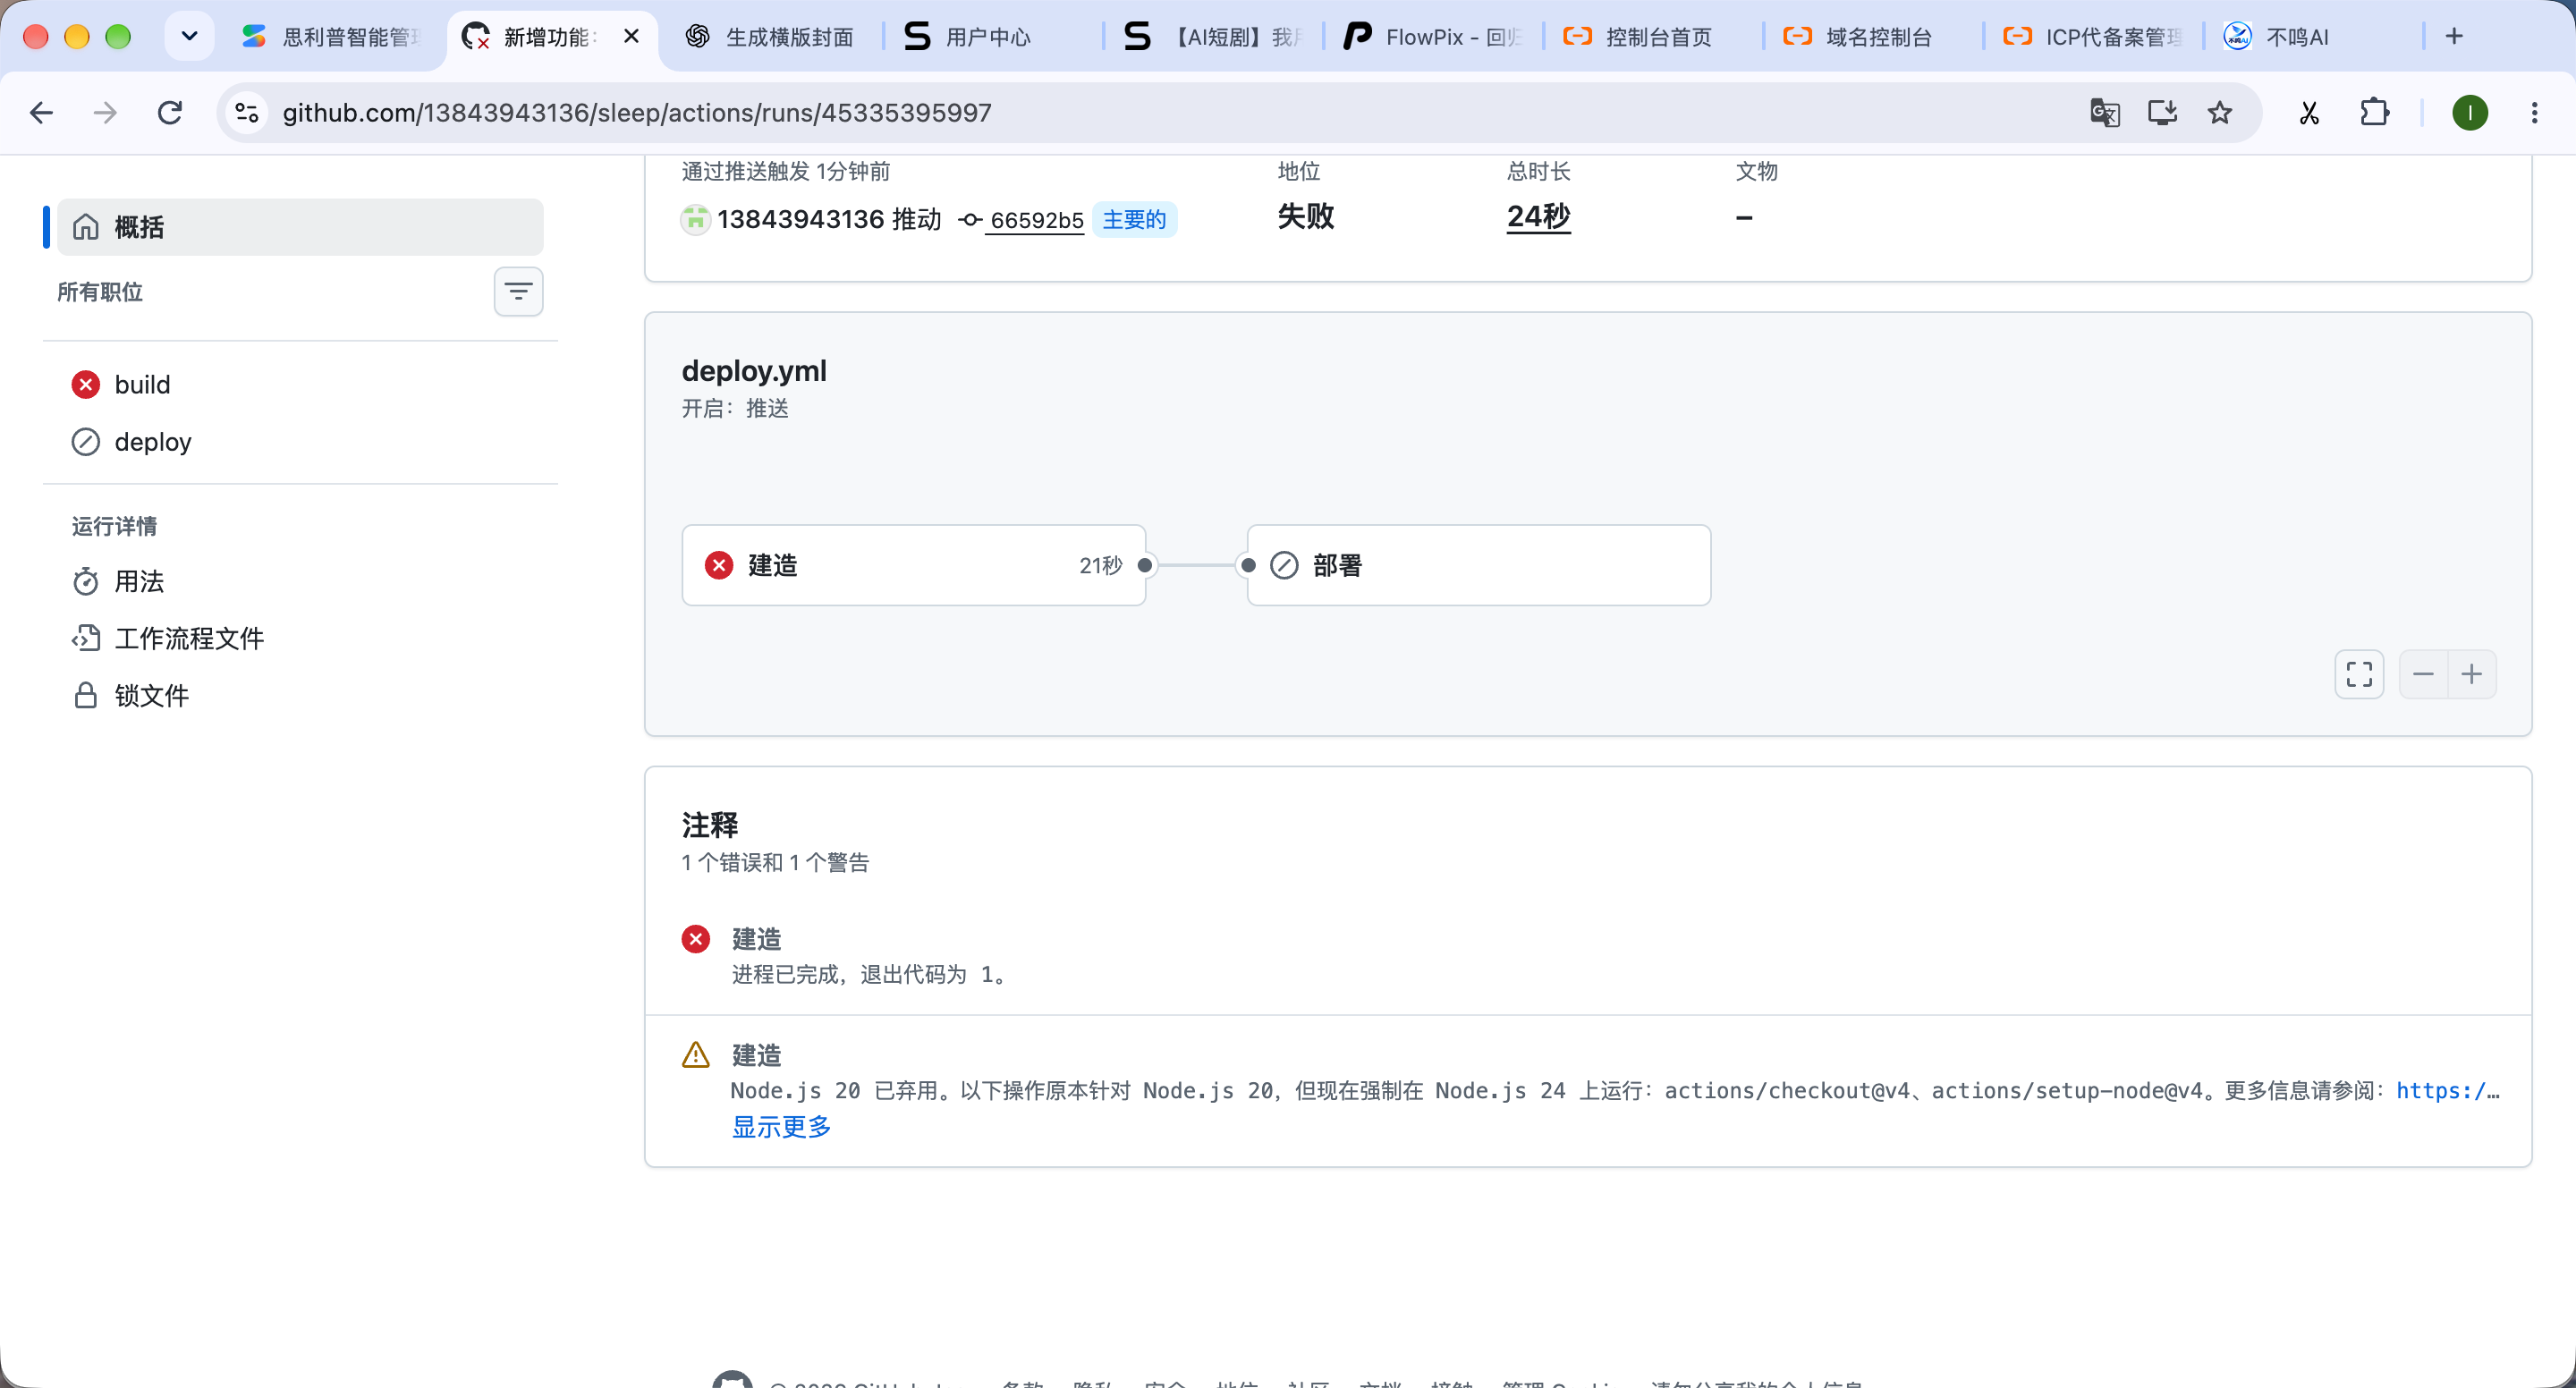 思利普智能管理
新增功能:
生成横版封面
用户中心
【AI短剧】我用
FlowPix - 回归
控制台首页
域名控制台
ICP代备案管理
不鸣AI
github.com/13843943136/sleep/actions/runs/45335395997
I
概括
所有职位
build
deploy
运行详情
用法
工作流程文件
锁文件
通过推送触发 1分钟前
13843943136 推动 66592b5 主要的
地位
失败
总时长
24秒
文物
–
deploy.yml
开启：推送
建造 21秒
部署
注释
1 个错误和 1 个警告
建造
进程已完成，退出代码为 1。
建造
Node.js 20 已弃用。以下操作原本针对 Node.js 20，但现在强制在 Node.js 24 上运行：actions/checkout@v4、actions/setup-node@v4。更多信息请参阅：https:/…
显示更多